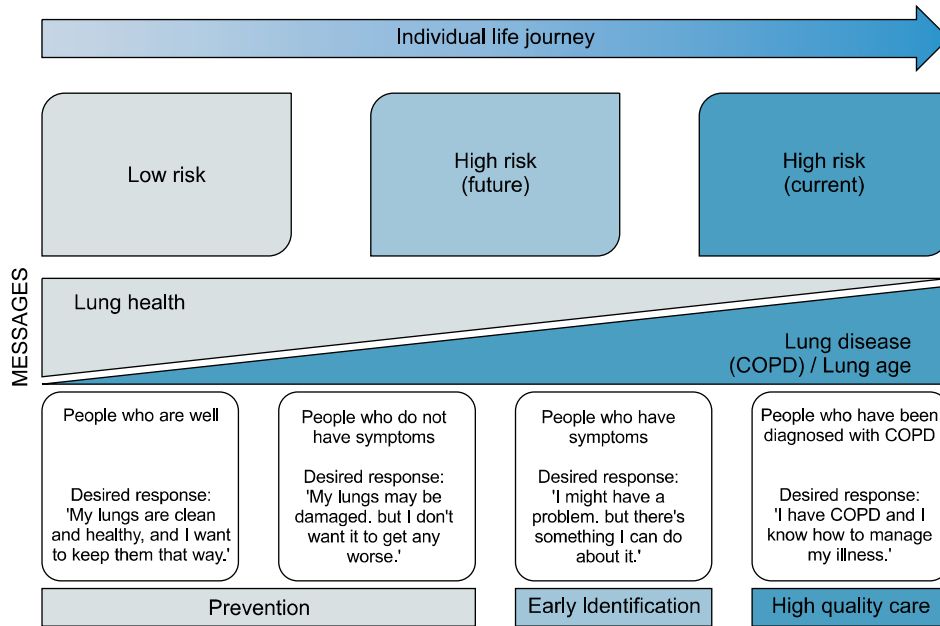 Individual life journey
Low risk
High risk
(future)
High risk
(current)
MESSAGES
Lung health
Lung disease
(COPD) / Lung age
People who are well
Desired response:
'My lungs are clean
and healthy, and I want
to keep them that way.'
People who do not
have symptoms
Desired response:
'My lungs may be
damaged. but I don't
want it to get any
worse.'
People who have
symptoms
Desired response:
'I might have a
problem. but there's
something I can do
about it.'
People who have been
diagnosed with COPD
Desired response:
'I have COPD and I
know how to manage
my illness.'
Prevention
Early Identification
High quality care